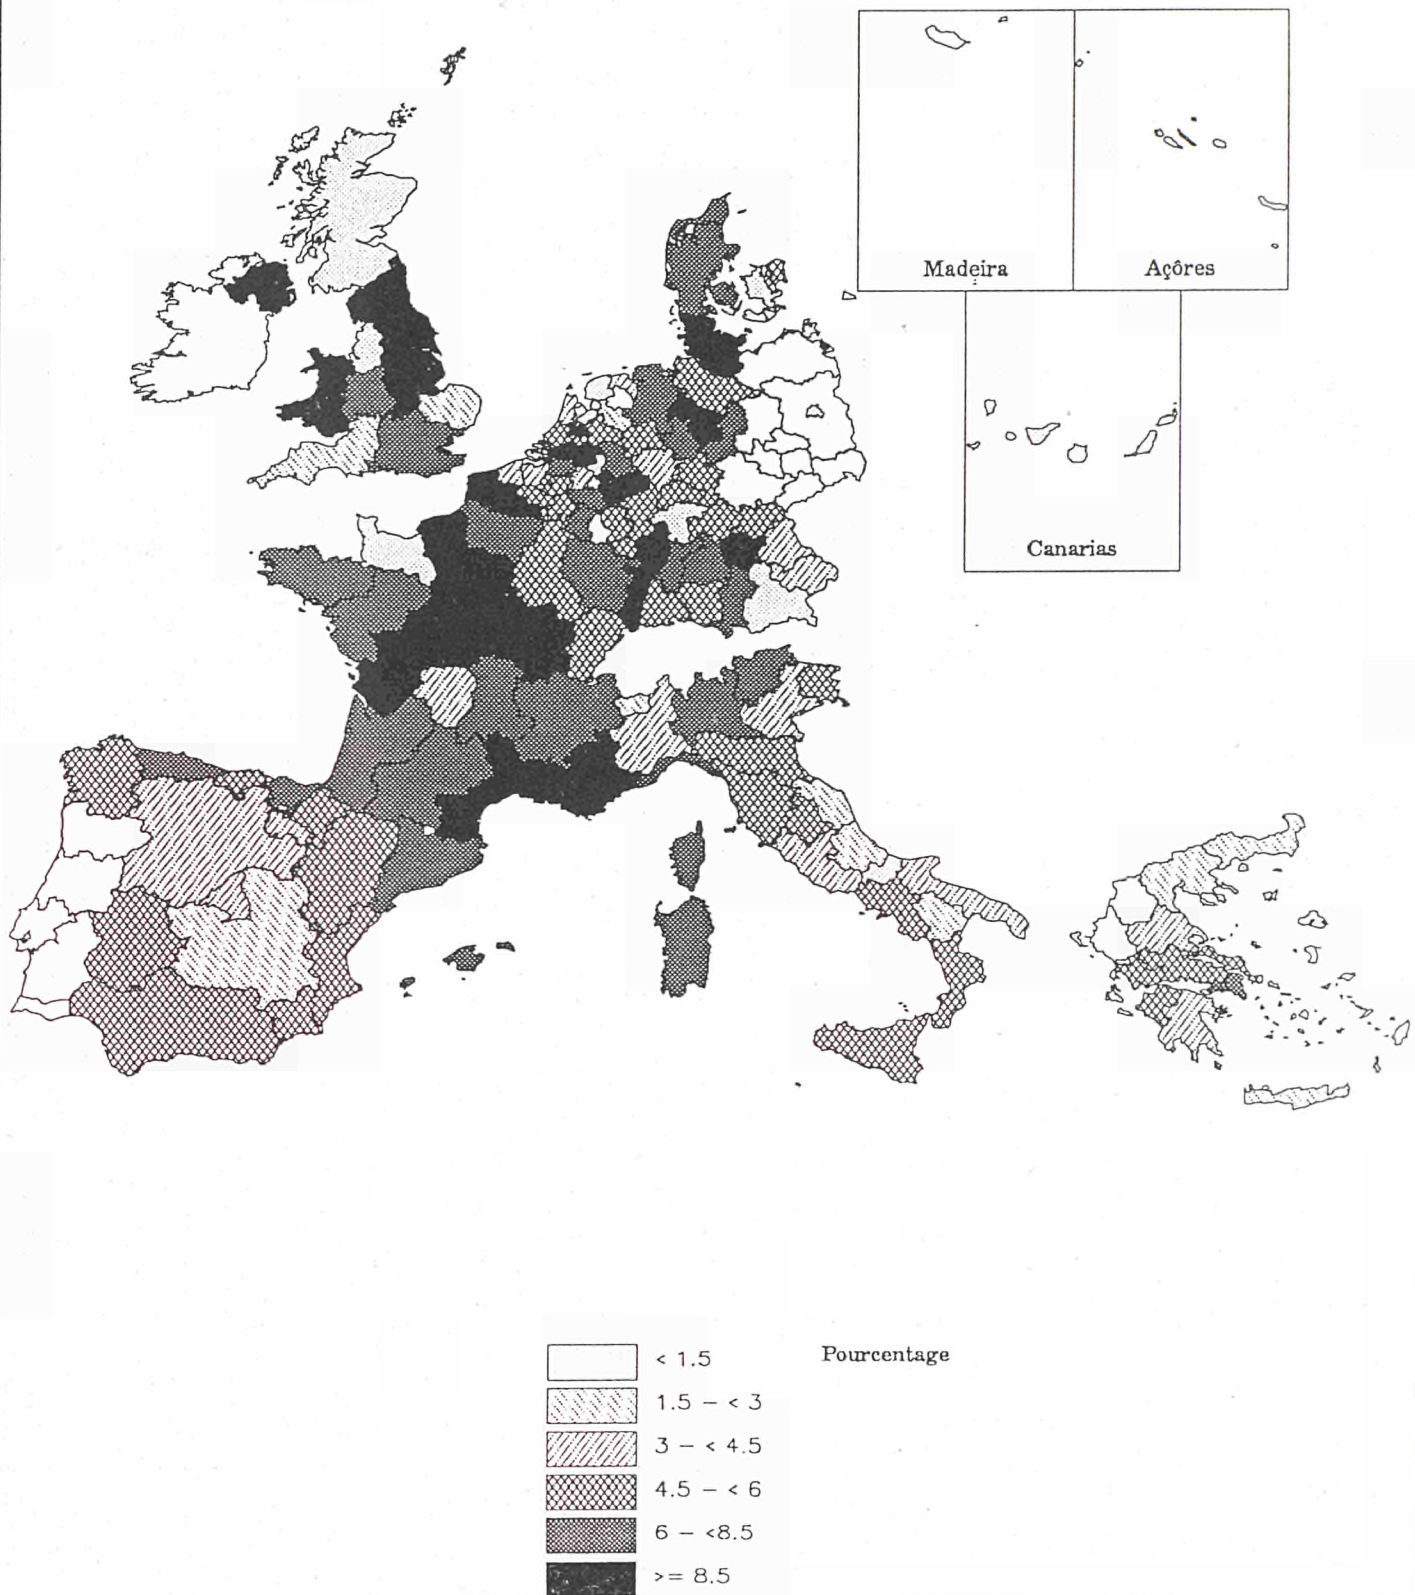 Madeira
Açôres
Canarias
Pourcentage
< 1.5
1.5 – < 3
3 – < 4.5
4.5 – < 6
6 – <8.5
>= 8.5